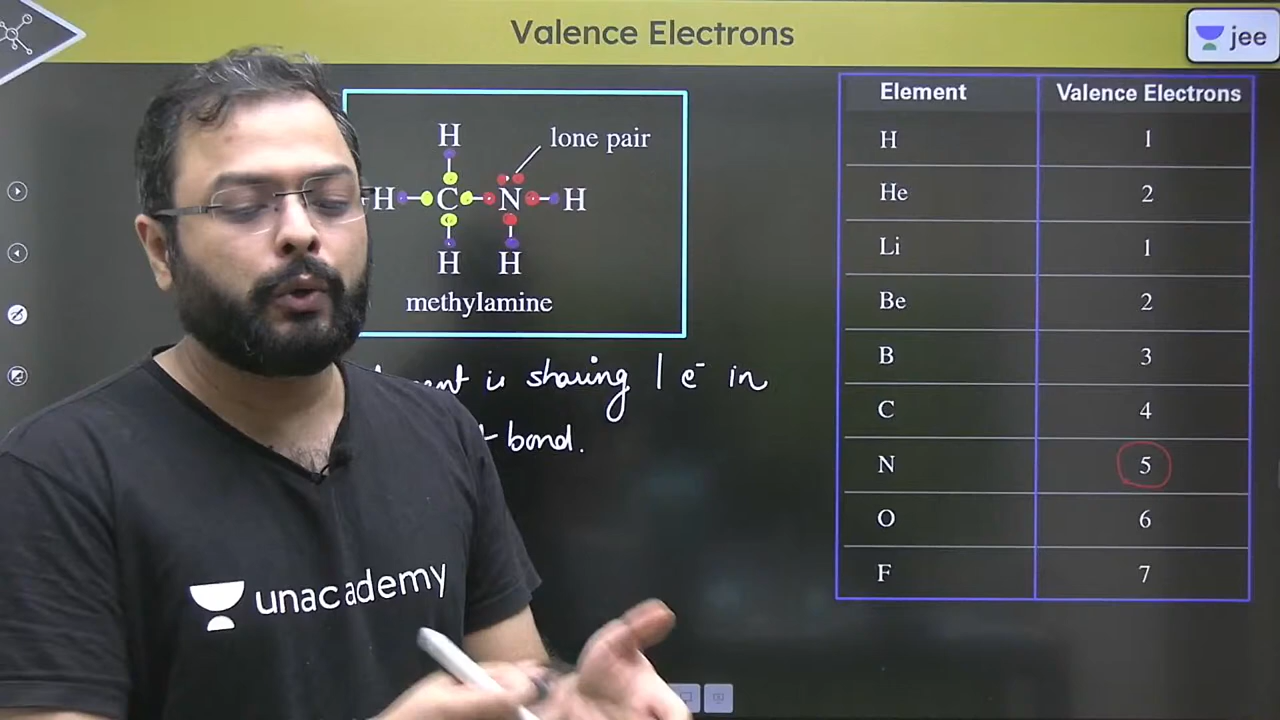 Valence Electrons
jee
H
lone pair
H C N H
H H
methylamine
is sharing 1 e⁻ in
bond.
unacademy
Element Valence Electrons
H 1
He 2
Li 1
Be 2
B 3
C 4
N 5
O 6
F 7